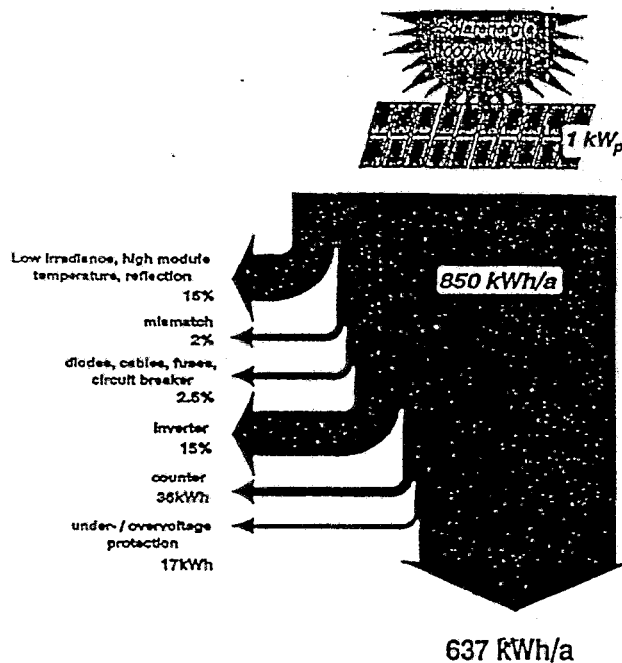 1 kWp
850 kWh/a
Low irradiance, high module
temperature, reflection
15%
mismatch
2%
diodes, cables, fuses,
circuit breaker
2.5%
Inverter
15%
counter
36kWh
under- / overvoltage
protection
17kWh
637 kWh/a